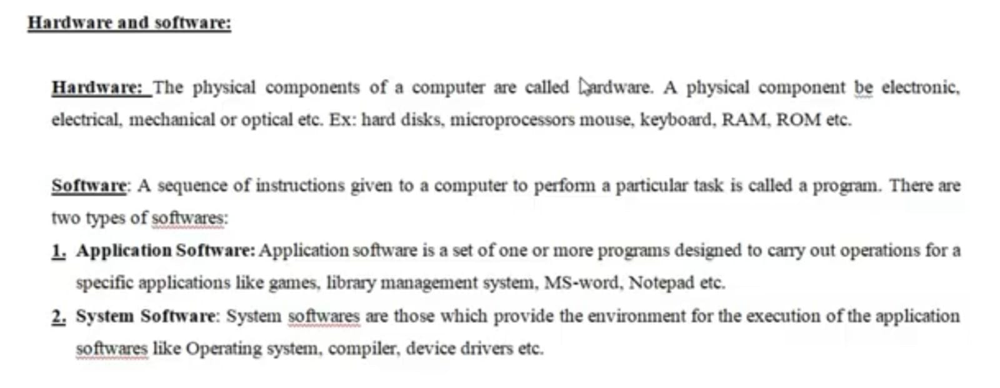 Hardware and software:
Hardware: The physical components of a computer are called hardware. A physical component be electronic,
electrical, mechanical or optical etc. Ex: hard disks, microprocessors mouse, keyboard, RAM, ROM etc.
Software: A sequence of instructions given to a computer to perform a particular task is called a program. There are
two types of softwares:
1. Application Software: Application software is a set of one or more programs designed to carry out operations for a
specific applications like games, library management system, MS-word, Notepad etc.
2. System Software: System softwares are those which provide the environment for the execution of the application
softwares like Operating system, compiler, device drivers etc.